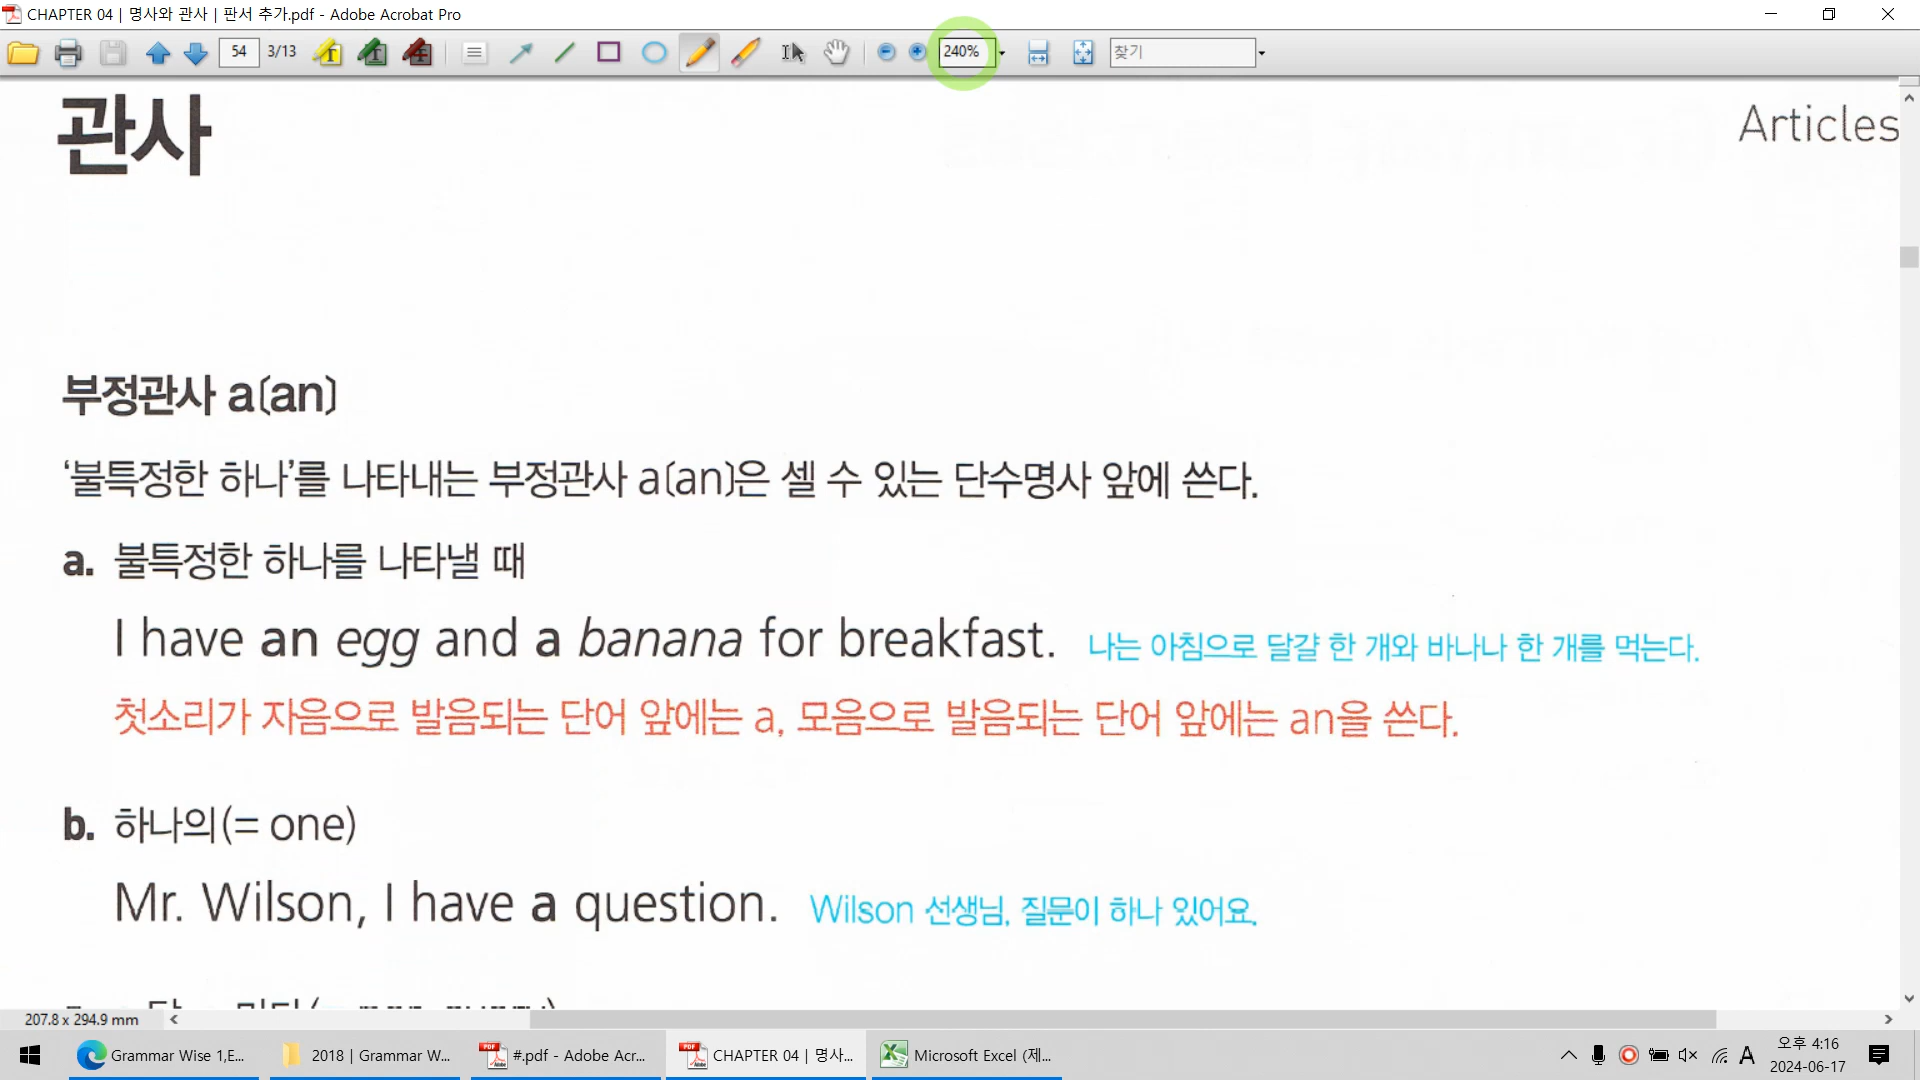 CHAPTER 04 | 명사와 관사 | 판서 추가.pdf - Adobe Acrobat Pro
54 3/13 240% 찾기
관사
Articles
부정관사 a(an)
‘불특정한 하나’를 나타내는 부정관사 a(an)은 셀 수 있는 단수명사 앞에 쓴다.
a. 불특정한 하나를 나타낼 때
I have an egg and a banana for breakfast. 나는 아침으로 달걀 한 개와 바나나 한 개를 먹는다.
첫소리가 자음으로 발음되는 단어 앞에는 a, 모음으로 발음되는 단어 앞에는 an을 쓴다.
b. 하나의(= one)
Mr. Wilson, I have a question. Wilson 선생님, 질문이 하나 있어요.
207.8 x 294.9 mm
Grammar Wise 1,E... 2018 | Grammar W... #.pdf - Adobe Acr... CHAPTER 04 | 명사... Microsoft Excel (제... A 오후 4:16
2024-06-17